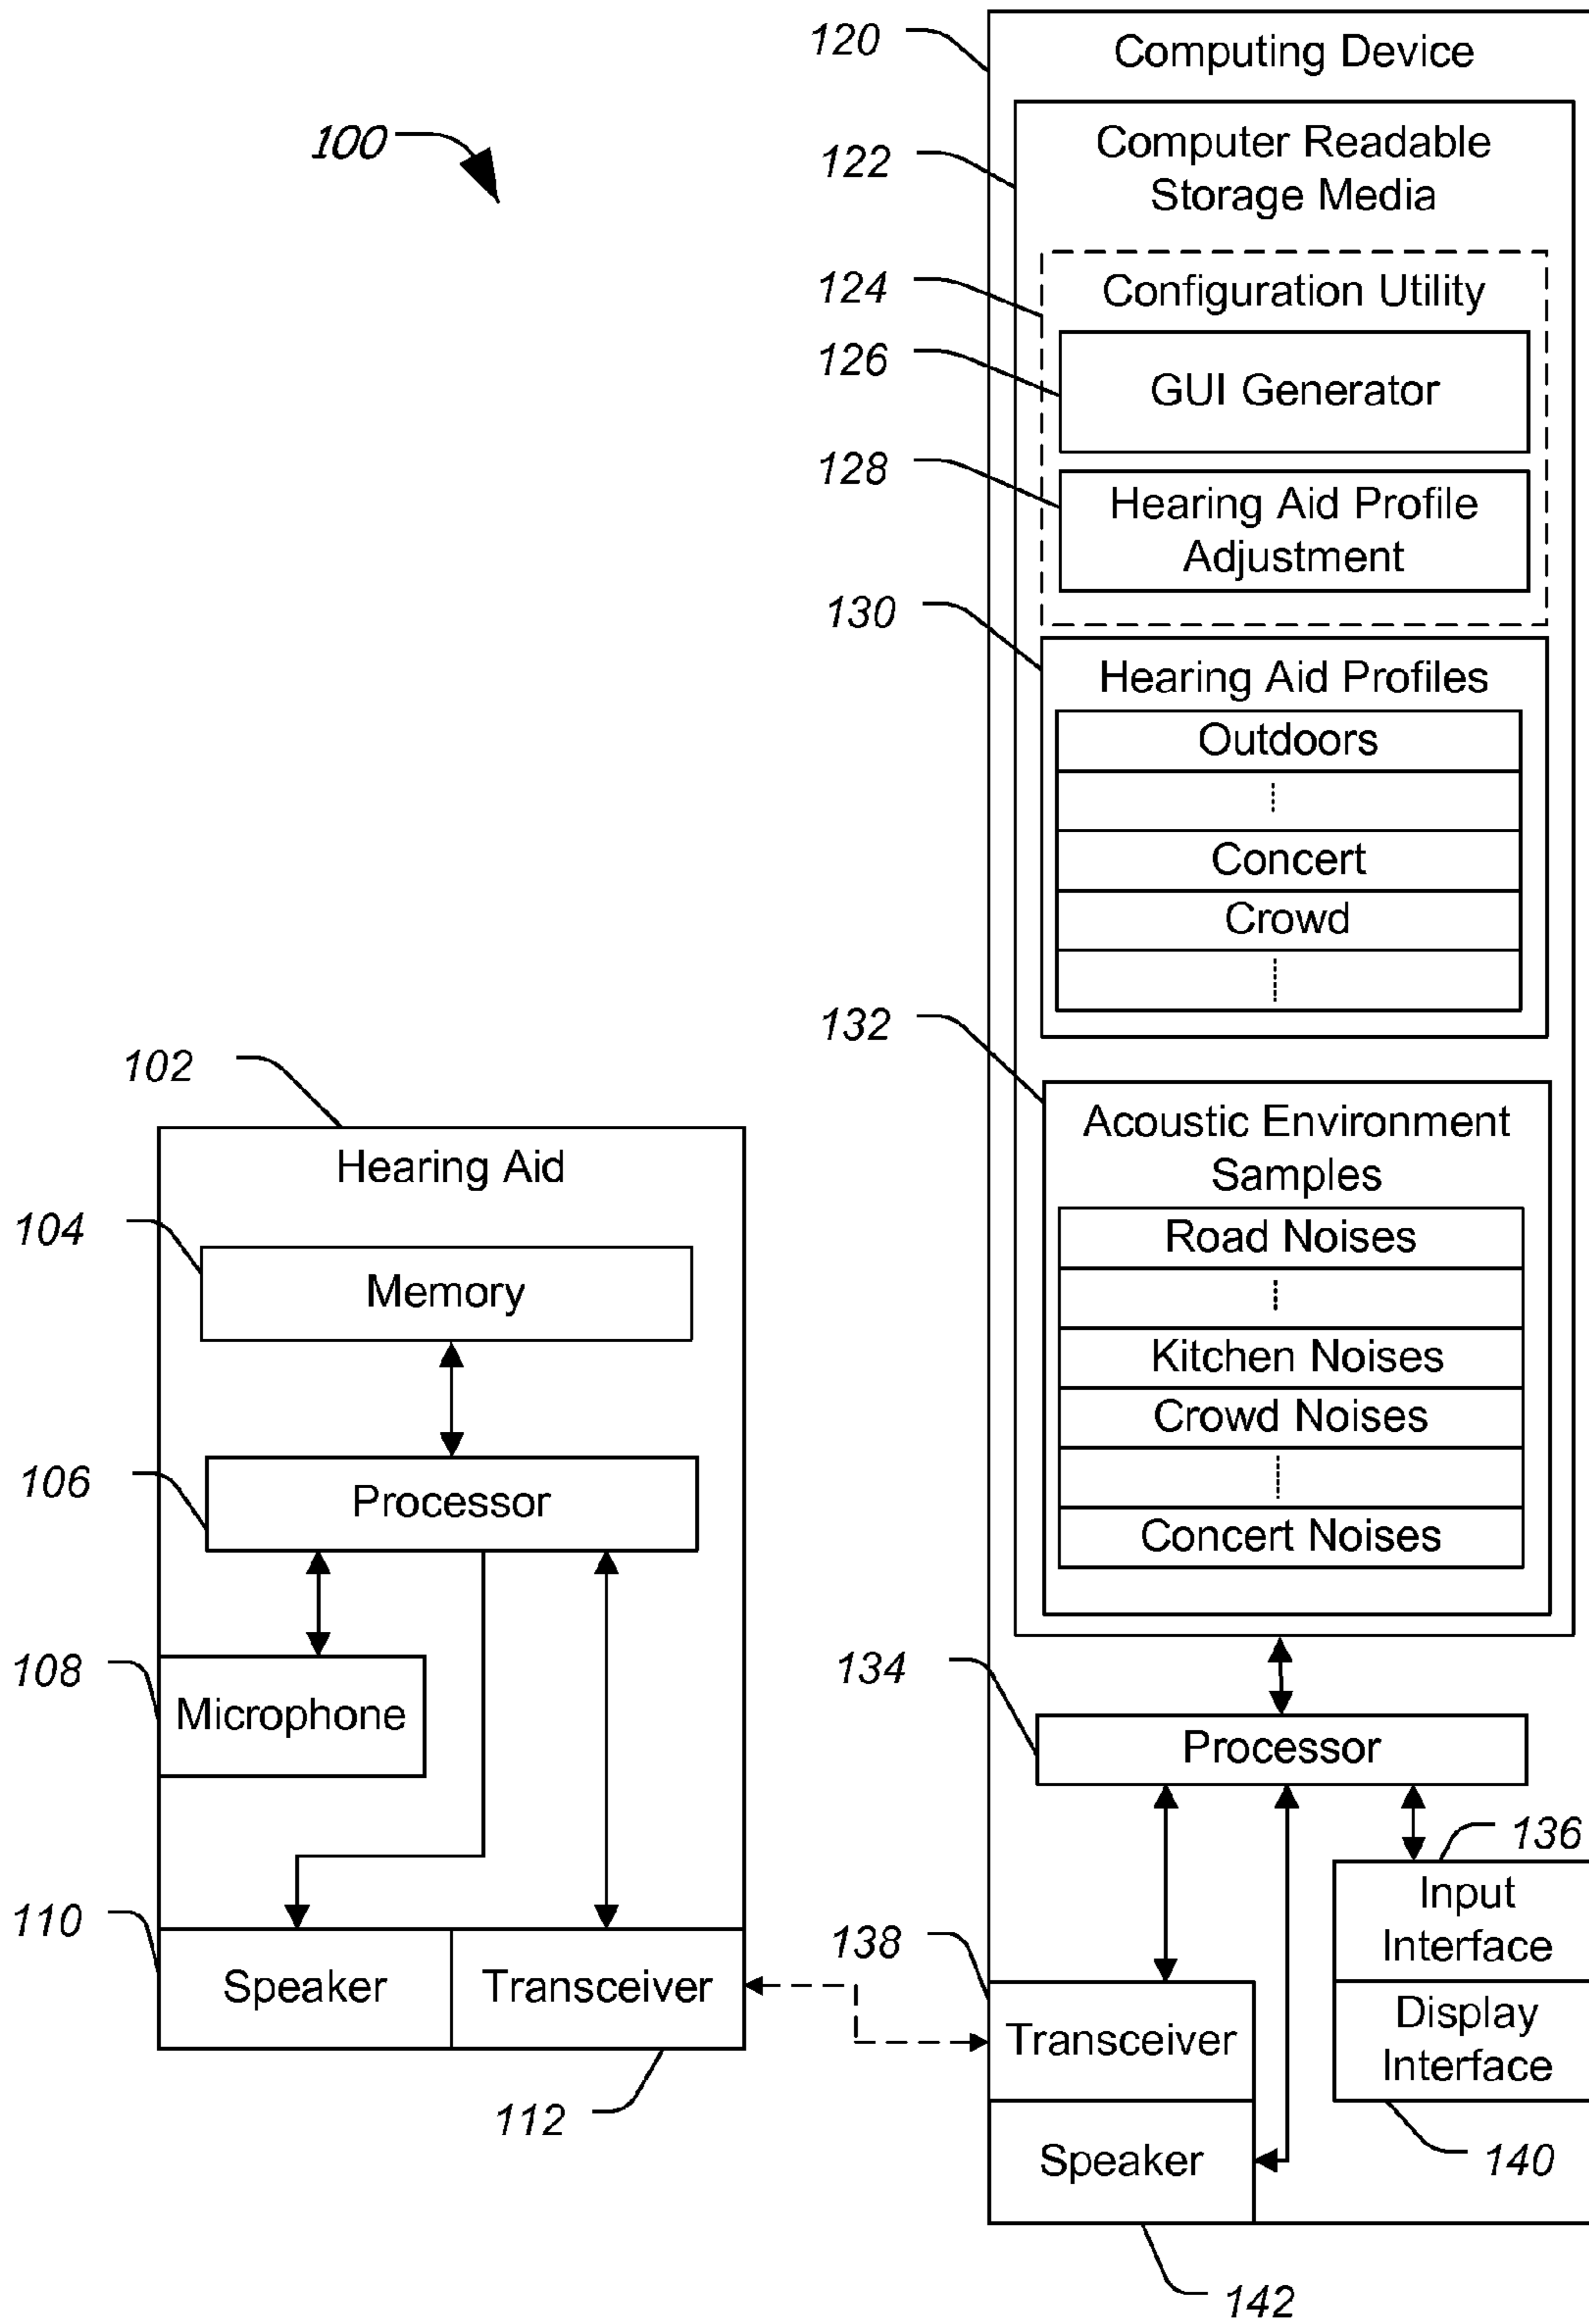 100
120
Computing Device
122
Computer Readable
Storage Media
124
Configuration Utility
126
GUI Generator
128
Hearing Aid Profile
Adjustment
130
Hearing Aid Profiles
Outdoors
Concert
Crowd
132
Acoustic Environment
Samples
Road Noises
Kitchen Noises
Crowd Noises
Concert Noises
102
Hearing Aid
104
Memory
106
Processor
108
Microphone
110
Speaker
Transceiver
112
134
Processor
136
Input
Interface
138
Transceiver
Display
Interface
140
Speaker
142